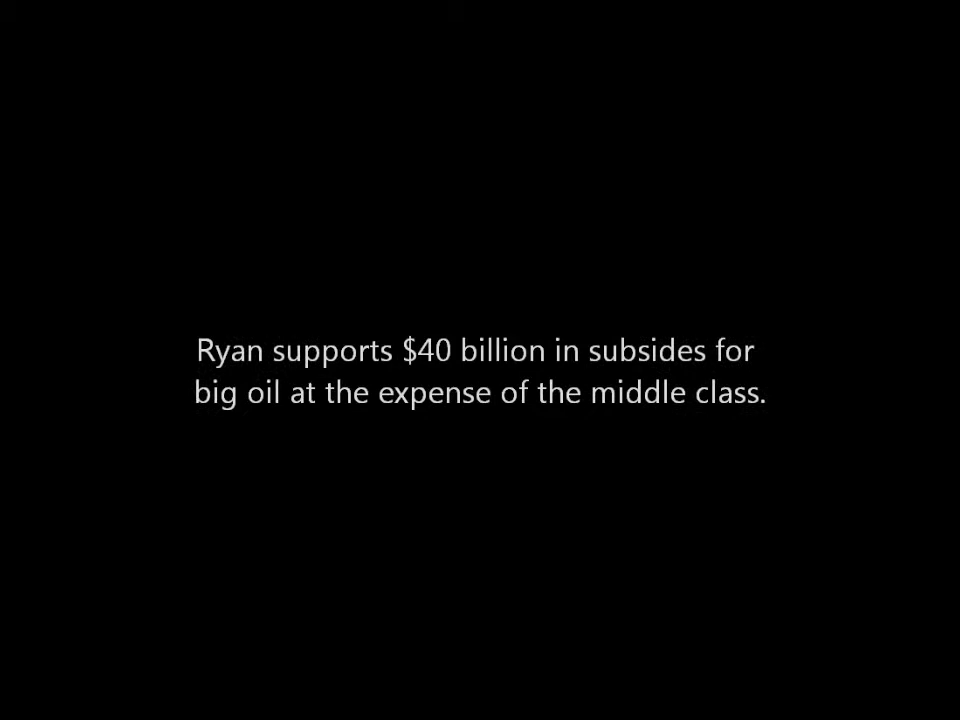 Ryan supports $40 billion in subsides for
big oil at the expense of the middle class.